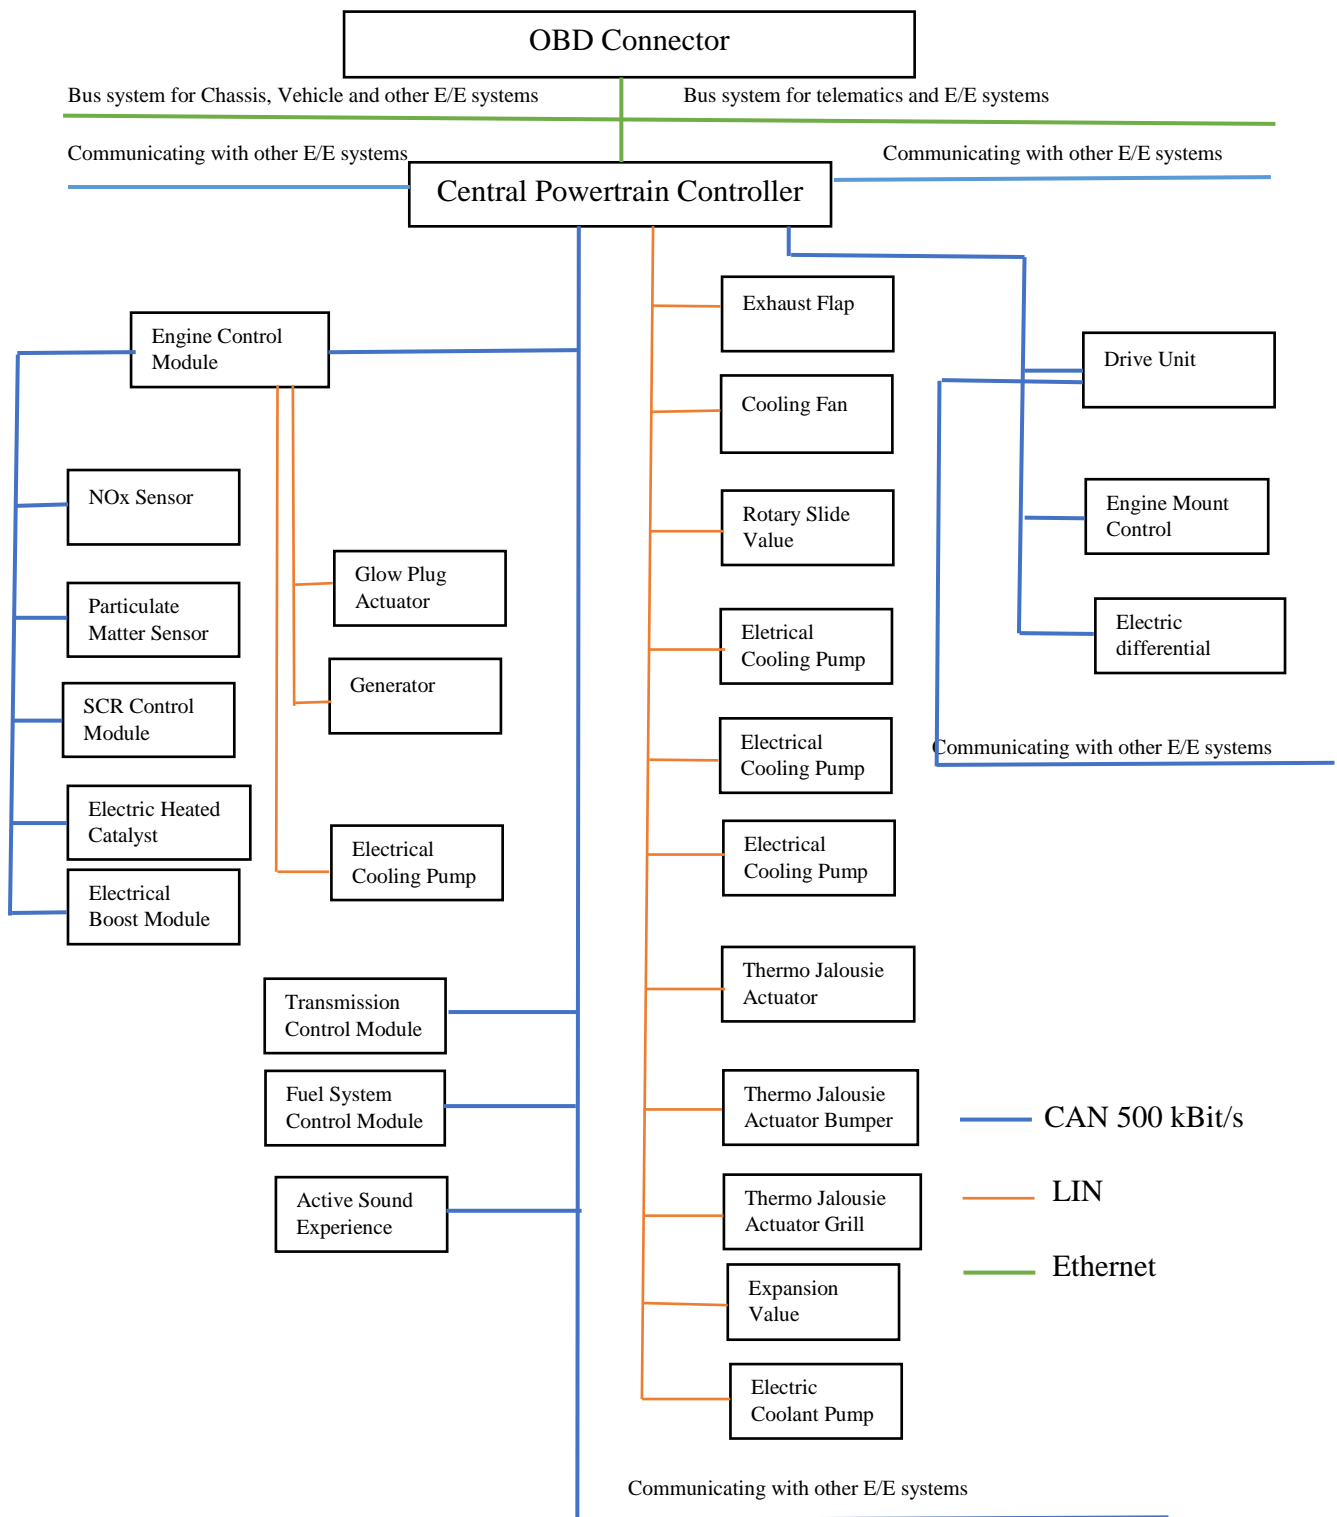 OBD Connector
Bus system for Chassis, Vehicle and other E/E systems
Bus system for telematics and E/E systems
Communicating with other E/E systems
Communicating with other E/E systems
Central Powertrain Controller
Engine Control
Module
NOx Sensor
Particulate
Matter Sensor
SCR Control
Module
Electric Heated
Catalyst
Electrical
Boost Module
Glow Plug
Actuator
Generator
Electrical
Cooling Pump
Transmission
Control Module
Fuel System
Control Module
Active Sound
Experience
Exhaust Flap
Cooling Fan
Rotary Slide
Value
Eletrical
Cooling Pump
Electrical
Cooling Pump
Electrical
Cooling Pump
Thermo Jalousie
Actuator
Thermo Jalousie
Actuator Bumper
Thermo Jalousie
Actuator Grill
Expansion
Value
Electric
Coolant Pump
Drive Unit
Engine Mount
Control
Electric
differential
Communicating with other E/E systems
CAN 500 kBit/s
LIN
Ethernet
Communicating with other E/E systems